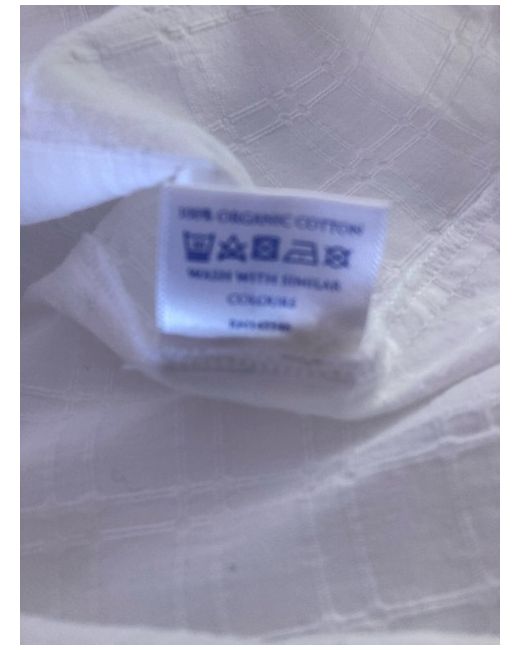 100% ORGANIC COTTON
WASH WITH SIMILAR
COLOURS